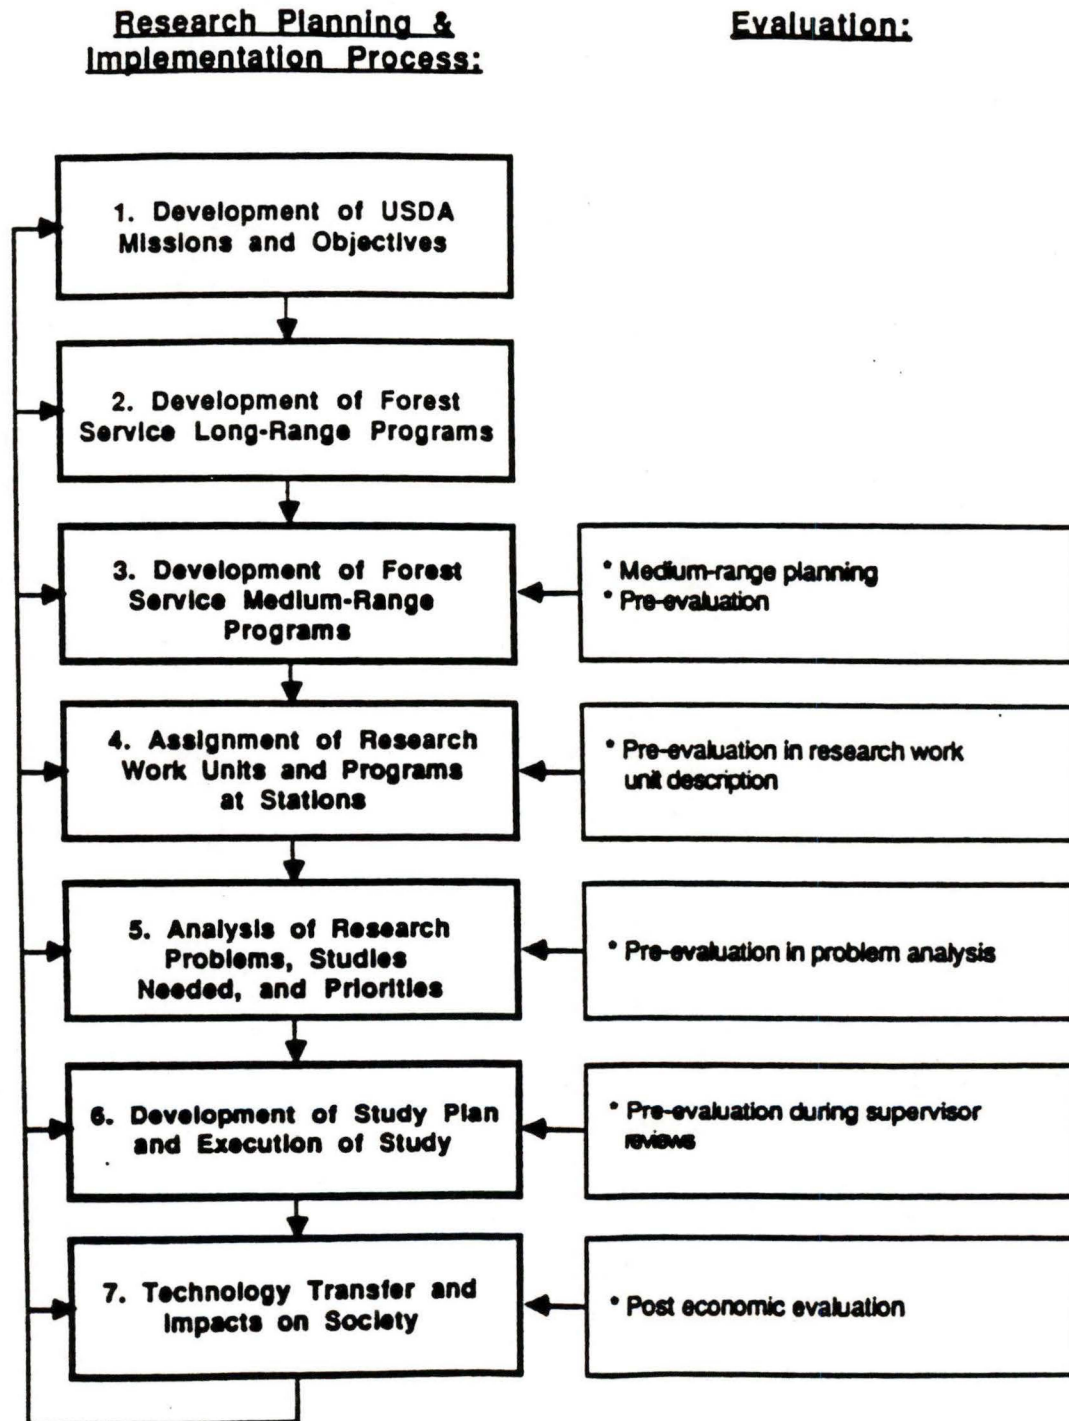 Research Planning &
Implementation Process:
Evaluation:
1. Development of USDA
Missions and Objectives
2. Development of Forest
Service Long-Range Programs
3. Development of Forest
Service Medium-Range
Programs
* Medium-range planning
* Pre-evaluation
4. Assignment of Research
Work Units and Programs
at Stations
* Pre-evaluation in research work
unit description
5. Analysis of Research
Problems, Studies
Needed, and Priorities
* Pre-evaluation in problem analysis
6. Development of Study Plan
and Execution of Study
* Pre-evaluation during supervisor
reviews
7. Technology Transfer and
Impacts on Society
* Post economic evaluation